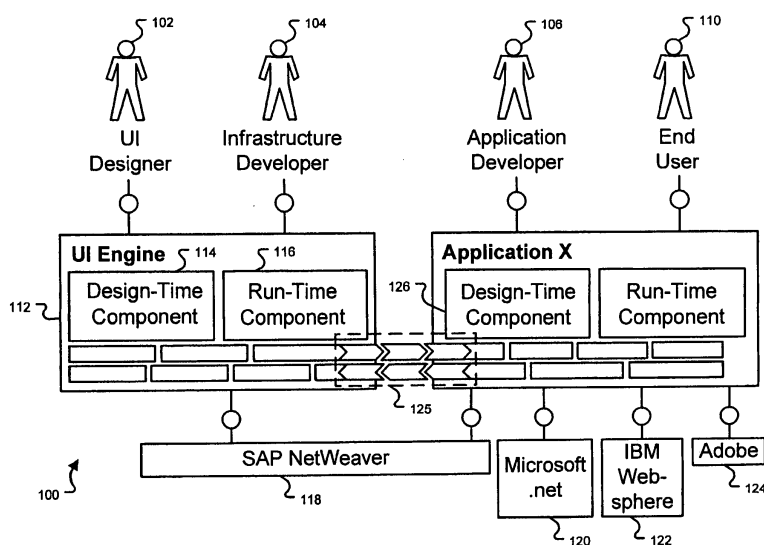 102
104
106
110
UI
Designer
Infrastructure
Developer
Application
Developer
End
User
UI Engine
114
116
Application X
112
Design-Time
Component
Run-Time
Component
126
Design-Time
Component
Run-Time
Component
125
SAP NetWeaver
118
Microsoft
.net
120
IBM
Web-
sphere
122
Adobe
124
100